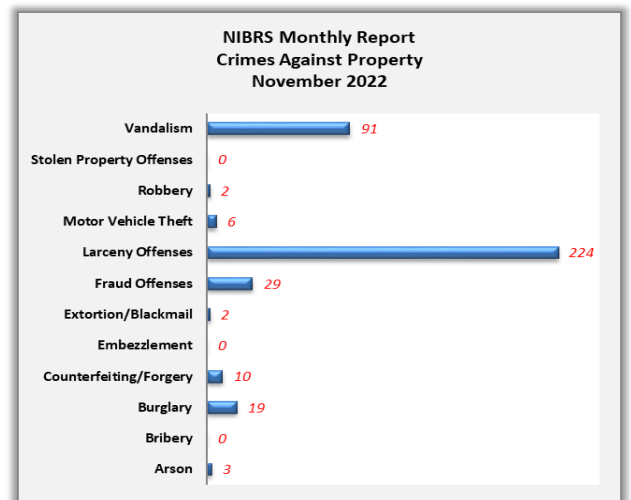 NIBRS Monthly Report
Crimes Against Property
November 2022
Vandalism 91
Stolen Property Offenses 0
Robbery 2
Motor Vehicle Theft 6
Larceny Offenses 224
Fraud Offenses 29
Extortion/Blackmail 2
Embezzlement 0
Counterfeiting/Forgery 10
Burglary 19
Bribery 0
Arson 3